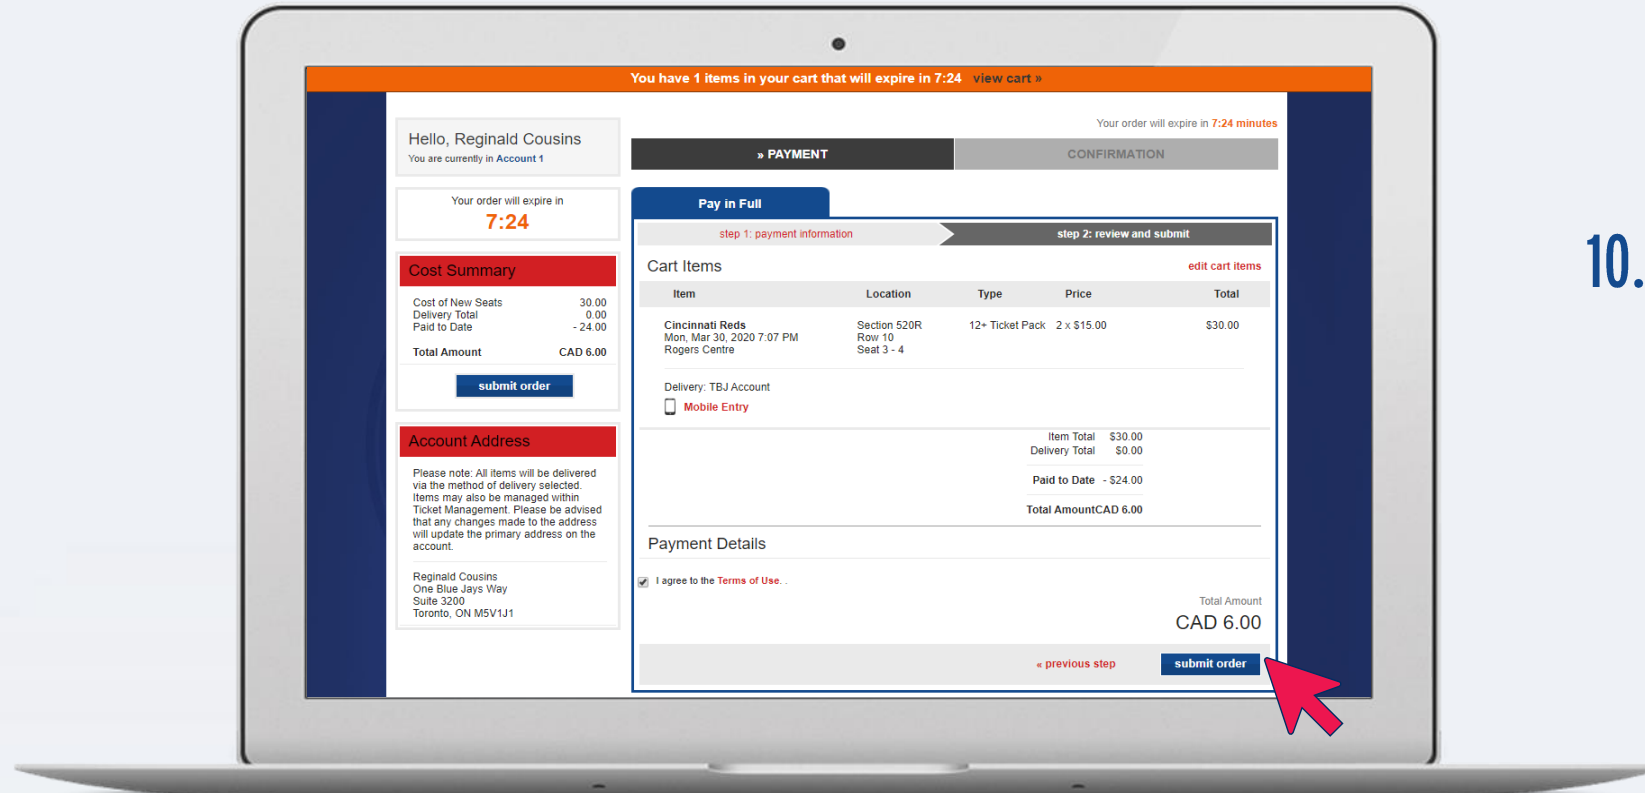 You have 1 items in your cart that will expire in 7:24 view cart »
Your order will expire in 7:24 minutes
Hello, Reginald Cousins
You are currently in Account 1
» PAYMENT
CONFIRMATION
Your order will expire in
7:24
Cost Summary
Cost of New Seats 30.00
Delivery Total 0.00
Paid to Date - 24.00
Total Amount CAD 6.00
submit order
Account Address
Please note: All items will be delivered
via the method of delivery selected.
Items may also be managed within
Ticket Management. Please be advised
that any changes made to the address
will update the primary address on the
account.
Reginald Cousins
One Blue Jays Way
Suite 3200
Toronto, ON M5V1J1
Pay in Full
step 1: payment information
step 2: review and submit
Cart Items
edit cart items
Item Location Type Price Total
Cincinnati Reds Section 520R 12+ Ticket Pack 2 x $15.00 $30.00
Mon, Mar 30, 2020 7:07 PM Row 10
Rogers Centre Seat 3 - 4
Delivery: TBJ Account
Mobile Entry
Item Total $30.00
Delivery Total $0.00
Paid to Date - $24.00
Total AmountCAD 6.00
Payment Details
I agree to the Terms of Use. .
Total Amount
CAD 6.00
« previous step
submit order
10.